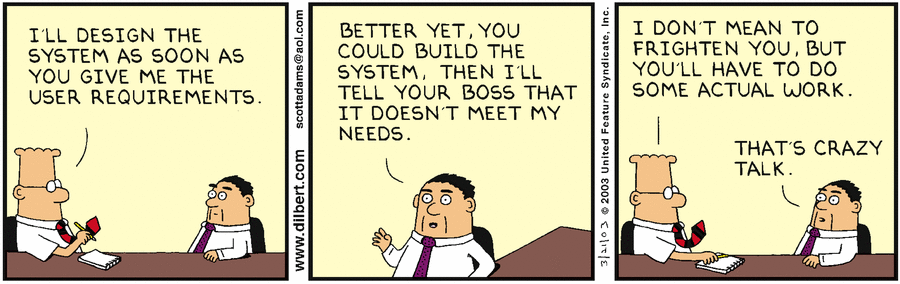 I'LL DESIGN THE
SYSTEM AS SOON AS
YOU GIVE ME THE
USER REQUIREMENTS.
www.dilbert.com scottadams@aol.com
BETTER YET, YOU
COULD BUILD THE
SYSTEM, THEN I'LL
TELL YOUR BOSS THAT
IT DOESN'T MEET MY
NEEDS.
3/21/03 © 2003 United Feature Syndicate, Inc.
I DON'T MEAN TO
FRIGHTEN YOU, BUT
YOU'LL HAVE TO DO
SOME ACTUAL WORK.
THAT'S CRAZY
TALK.